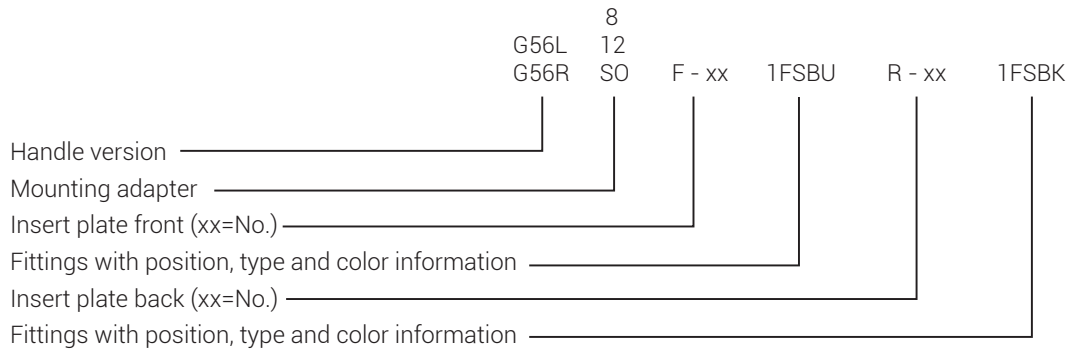 8
G56L 12
G56R SO F - xx 1FSBU R - xx 1FSBK
Handle version
Mounting adapter
Insert plate front (xx=No.)
Fittings with position, type and color information
Insert plate back (xx=No.)
Fittings with position, type and color information